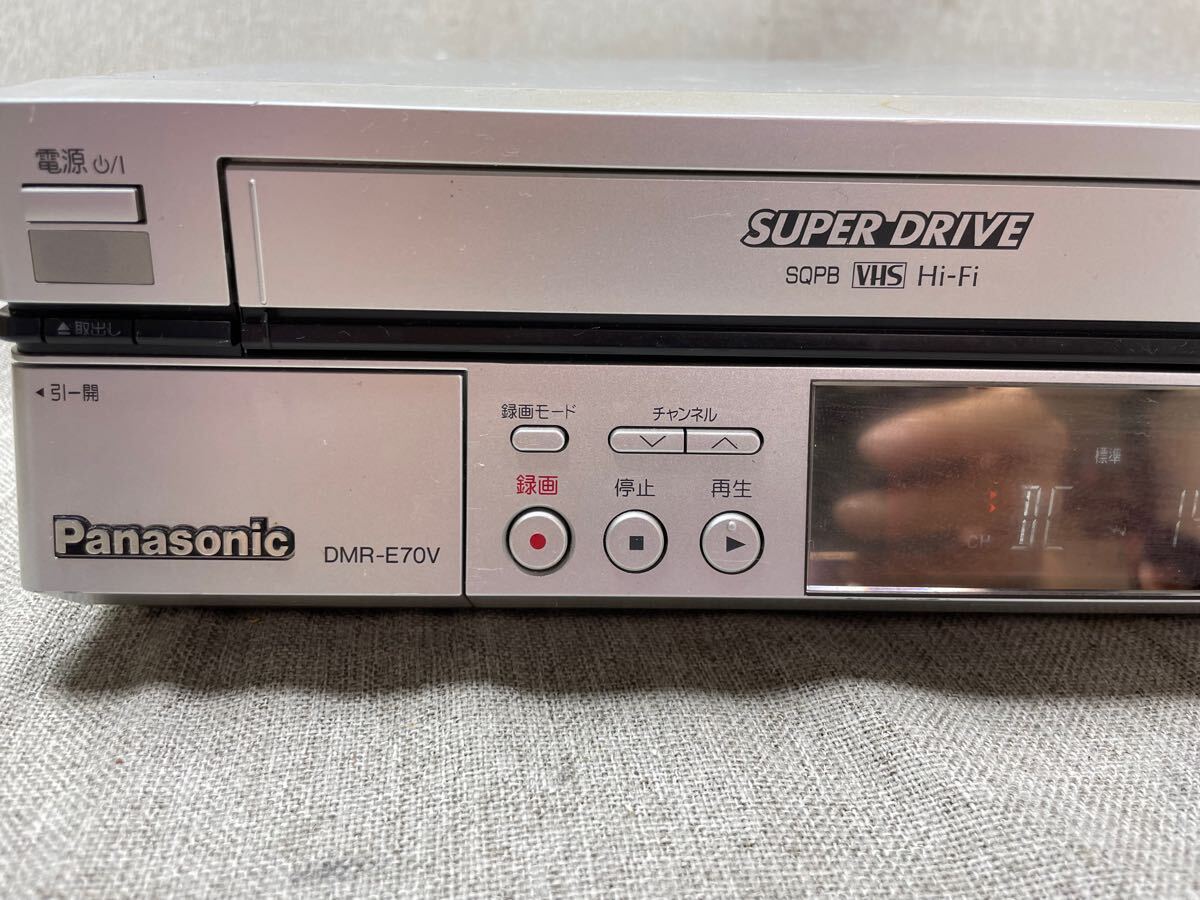 電源 ⏻/I
SUPER DRIVE
SQPB VHS Hi-Fi
▲取出し
◀引ー開
録画モード
チャンネル
録画
停止
再生
標準
CH
Panasonic
DMR-E70V